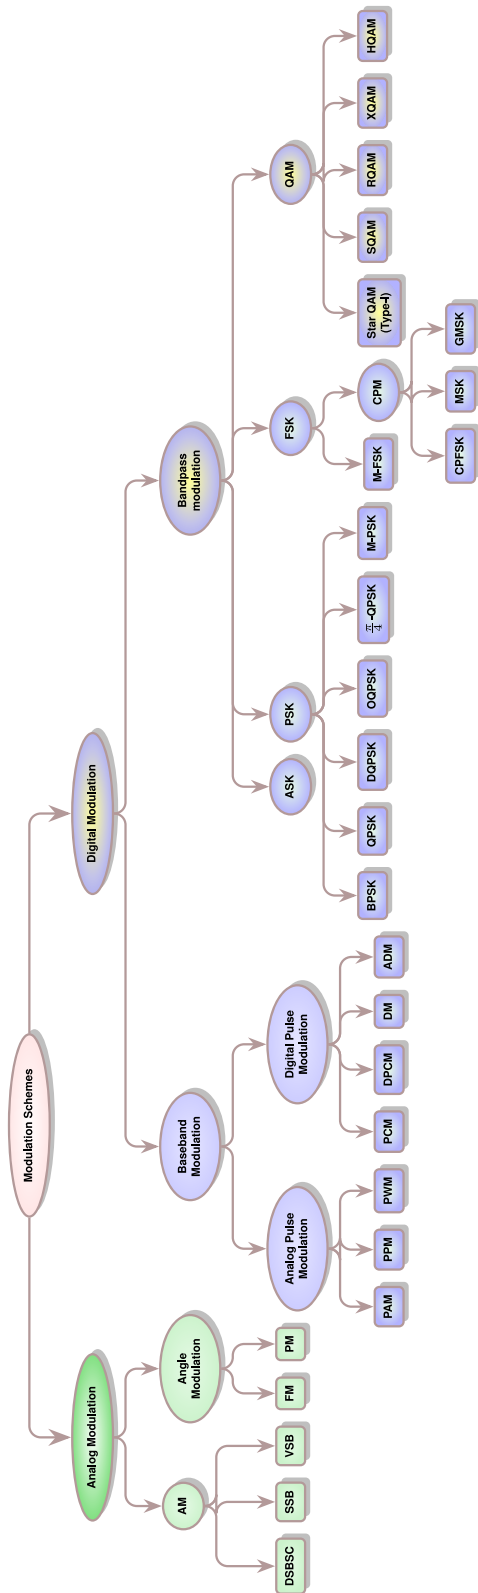 Modulation Schemes
Analog Modulation
Digital Modulation
AM
Angle
Modulation
Baseband
Modulation
Bandpass
modulation
DSBSC
SSB
VSB
FM
PM
Analog Pulse
Modulation
Digital Pulse
Modulation
ASK
PSK
FSK
QAM
PAM
PPM
PWM
PCM
DPCM
DM
ADM
BPSK
QPSK
DQPSK
OQPSK
π/4-QPSK
M-PSK
M-FSK
CPM
Star QAM
(Type-I)
SQAM
RQAM
XQAM
HQAM
CPFSK
MSK
GMSK